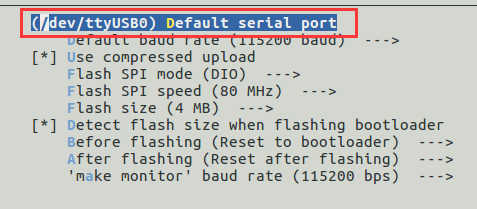 (/dev/ttyUSB0) Default serial port
Default baud rate (115200 baud)  --->
[*] Use compressed upload
Flash SPI mode (DIO)  --->
Flash SPI speed (80 MHz)  --->
Flash size (4 MB)  --->
[*] Detect flash size when flashing bootloader
Before flashing (Reset to bootloader)  --->
After flashing (Reset after flashing)  --->
'make monitor' baud rate (115200 bps)  --->